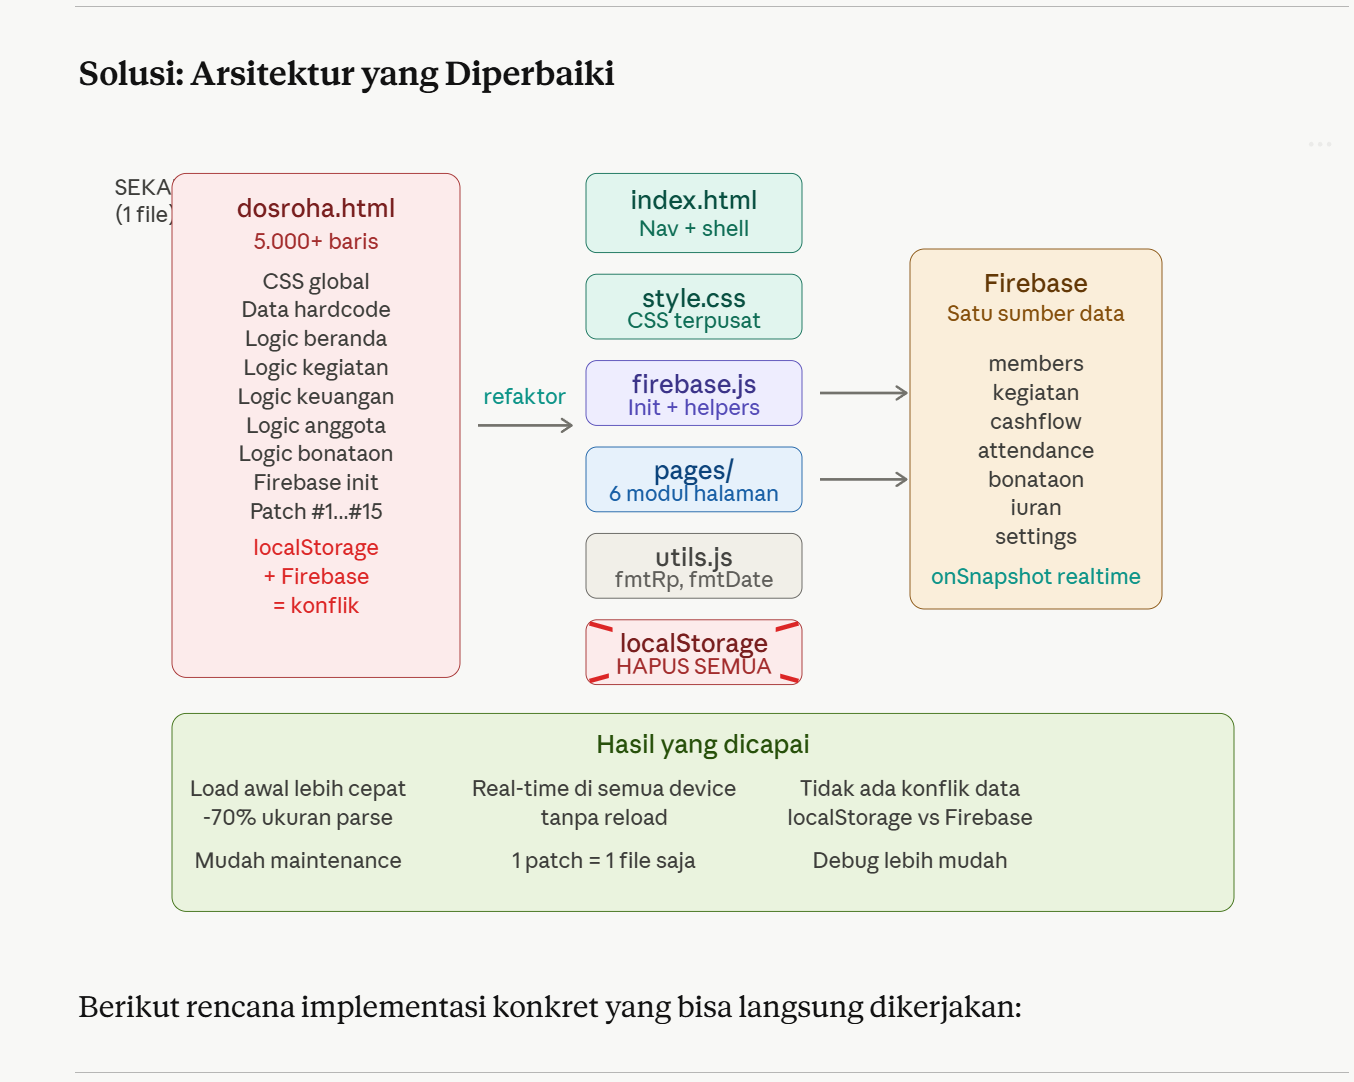 Solusi: Arsitektur yang Diperbaiki
SEKA
(1 file)
dosroha.html
5.000+ baris
CSS global
Data hardcode
Logic beranda
Logic kegiatan
Logic keuangan
Logic anggota
Logic bonataon
Firebase init
Patch #1...#15
localStorage
+ Firebase
= konflik
refaktor
index.html
Nav + shell
style.css
CSS terpusat
firebase.js
Init + helpers
pages/
6 modul halaman
utils.js
fmtRp, fmtDate
localStorage
HAPUS SEMUA
Firebase
Satu sumber data
members
kegiatan
cashflow
attendance
bonataon
iuran
settings
onSnapshot realtime
Hasil yang dicapai
Load awal lebih cepat
-70% ukuran parse
Real-time di semua device
tanpa reload
Tidak ada konflik data
localStorage vs Firebase
Mudah maintenance
1 patch = 1 file saja
Debug lebih mudah
Berikut rencana implementasi konkret yang bisa langsung dikerjakan: